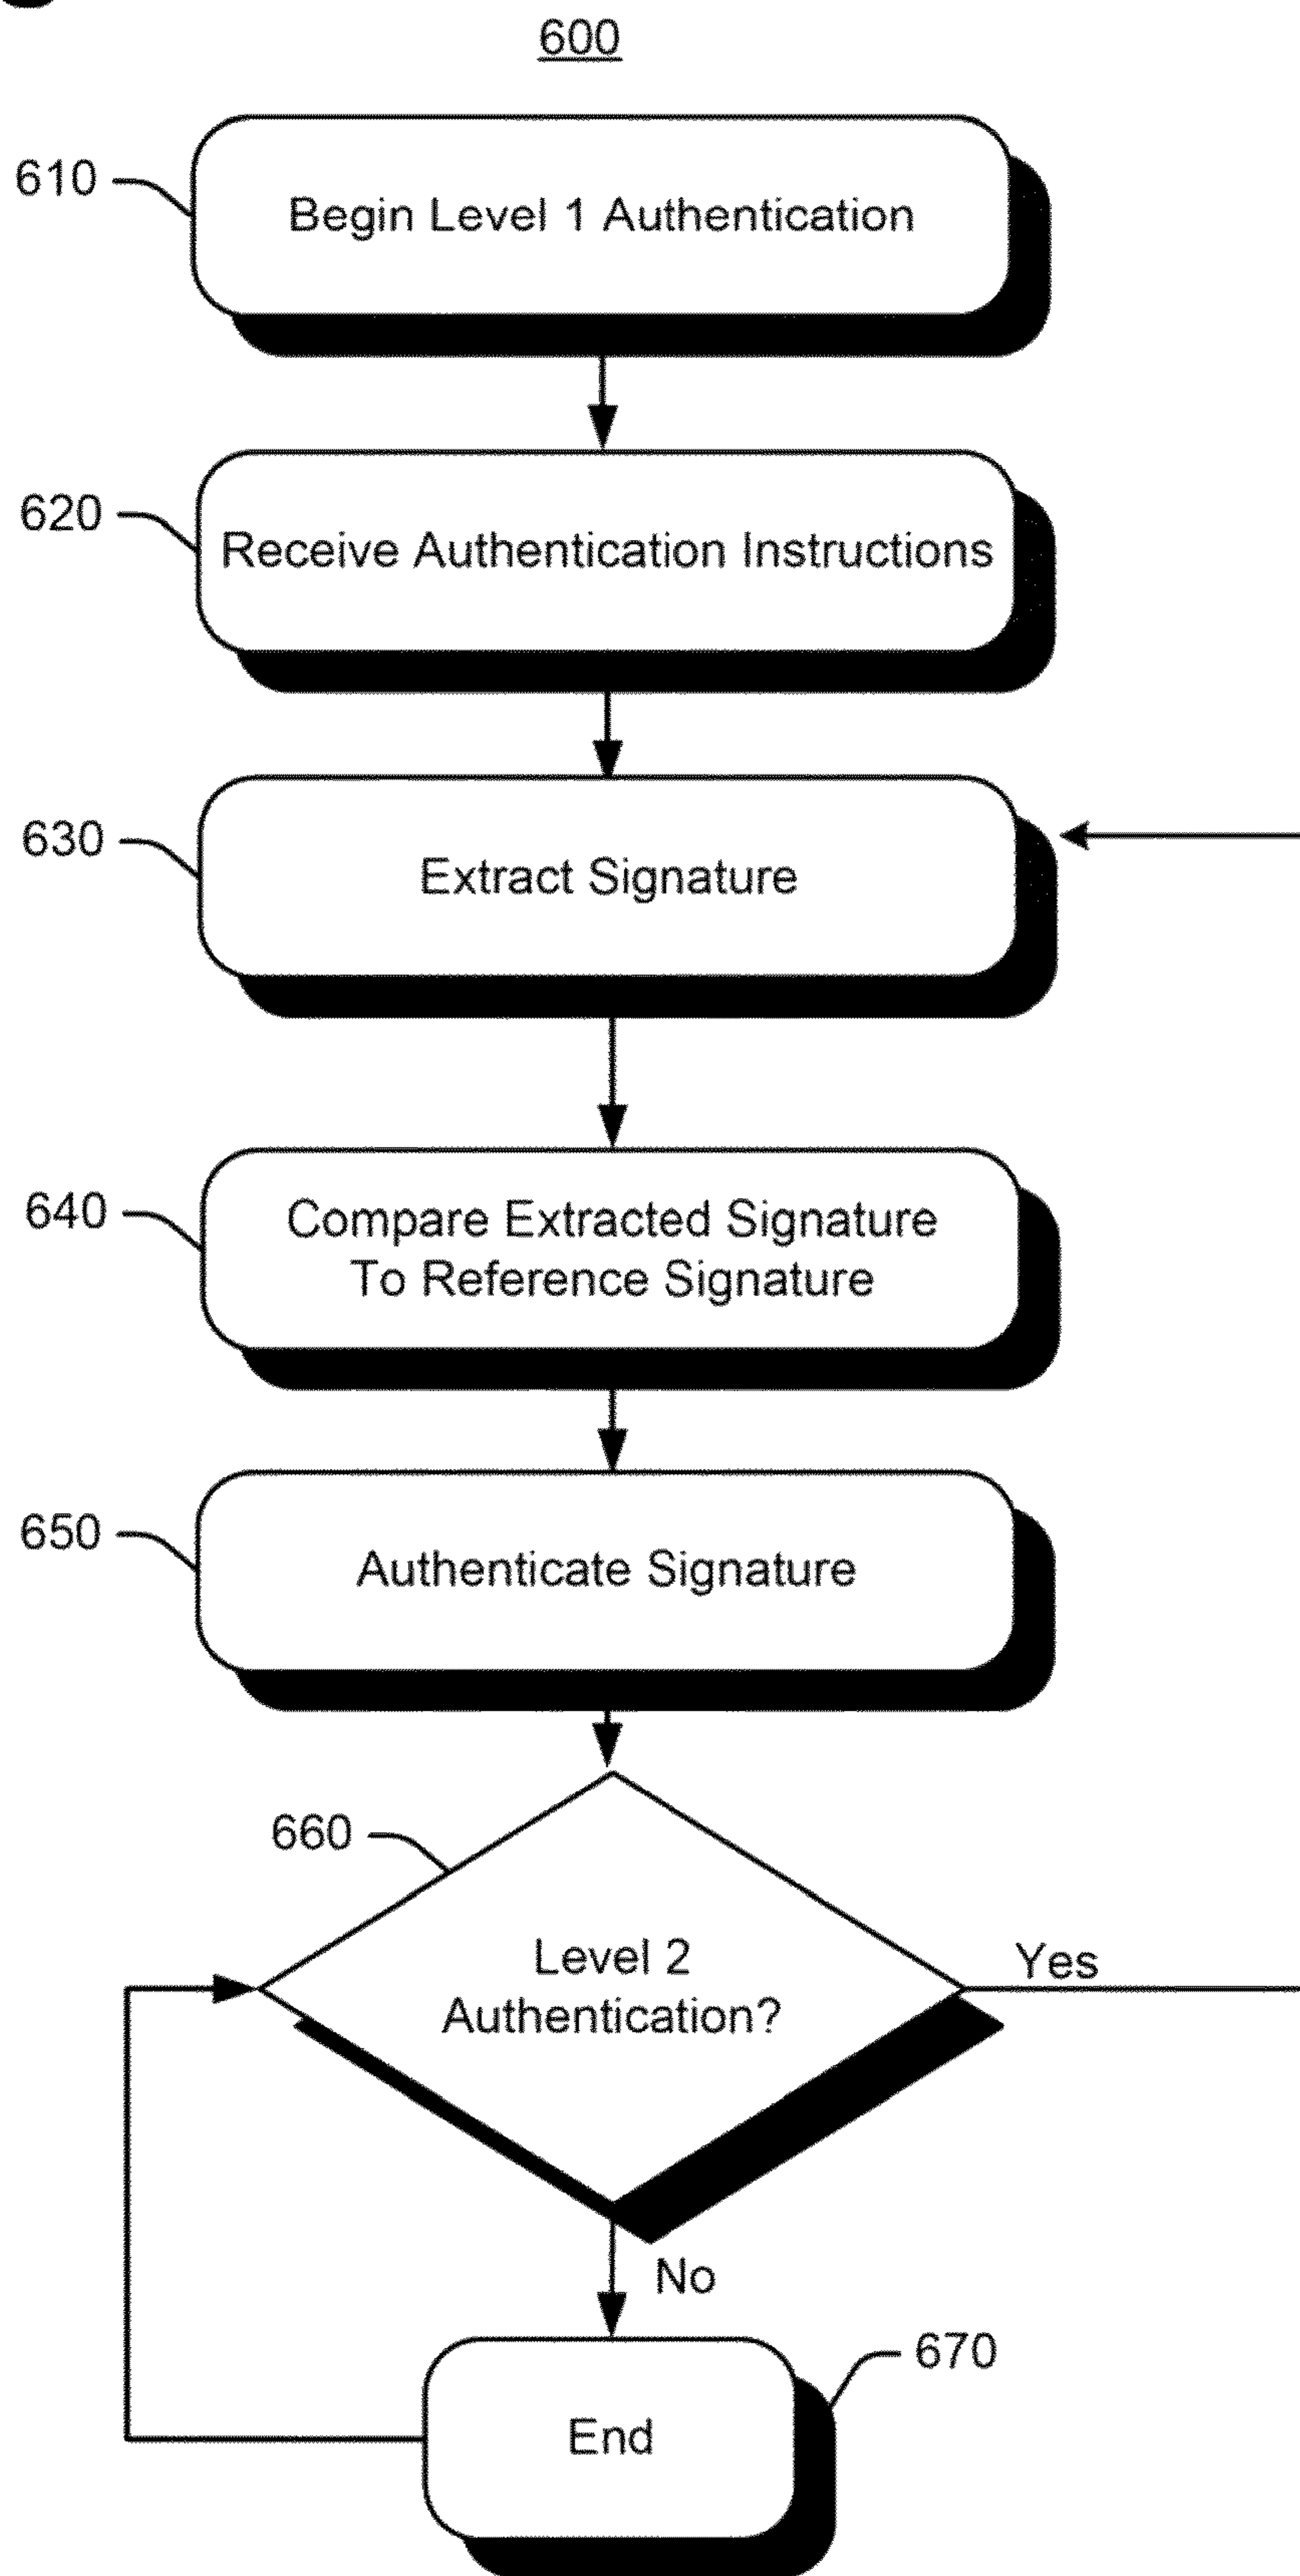 600
610
Begin Level 1 Authentication
620
Receive Authentication Instructions
630
Extract Signature
640
Compare Extracted Signature
To Reference Signature
650
Authenticate Signature
660
Level 2
Authentication?
Yes
No
670
End